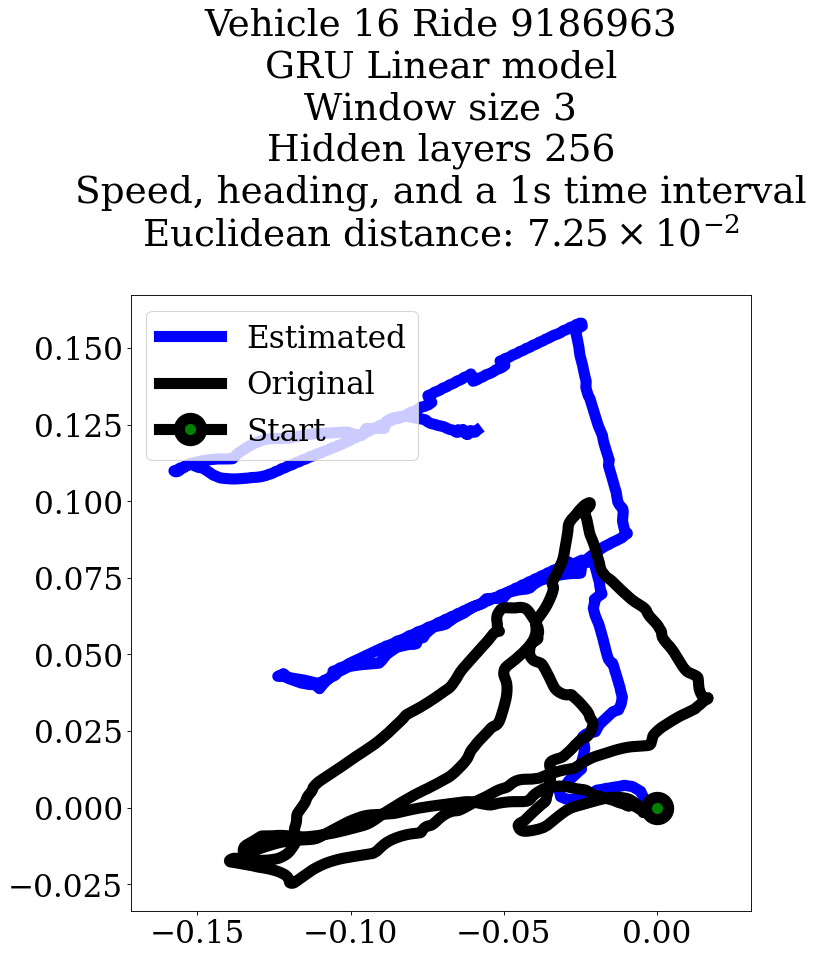 Vehicle 16 Ride 9186963
GRU Linear model
Window size 3
Hidden layers 256
Speed, heading, and a 1s time interval
Euclidean distance: 7.25 × 10⁻²
Estimated
Original
Start
0.150
0.125
0.100
0.075
0.050
0.025
0.000
−0.025
−0.15 −0.10 −0.05 0.00